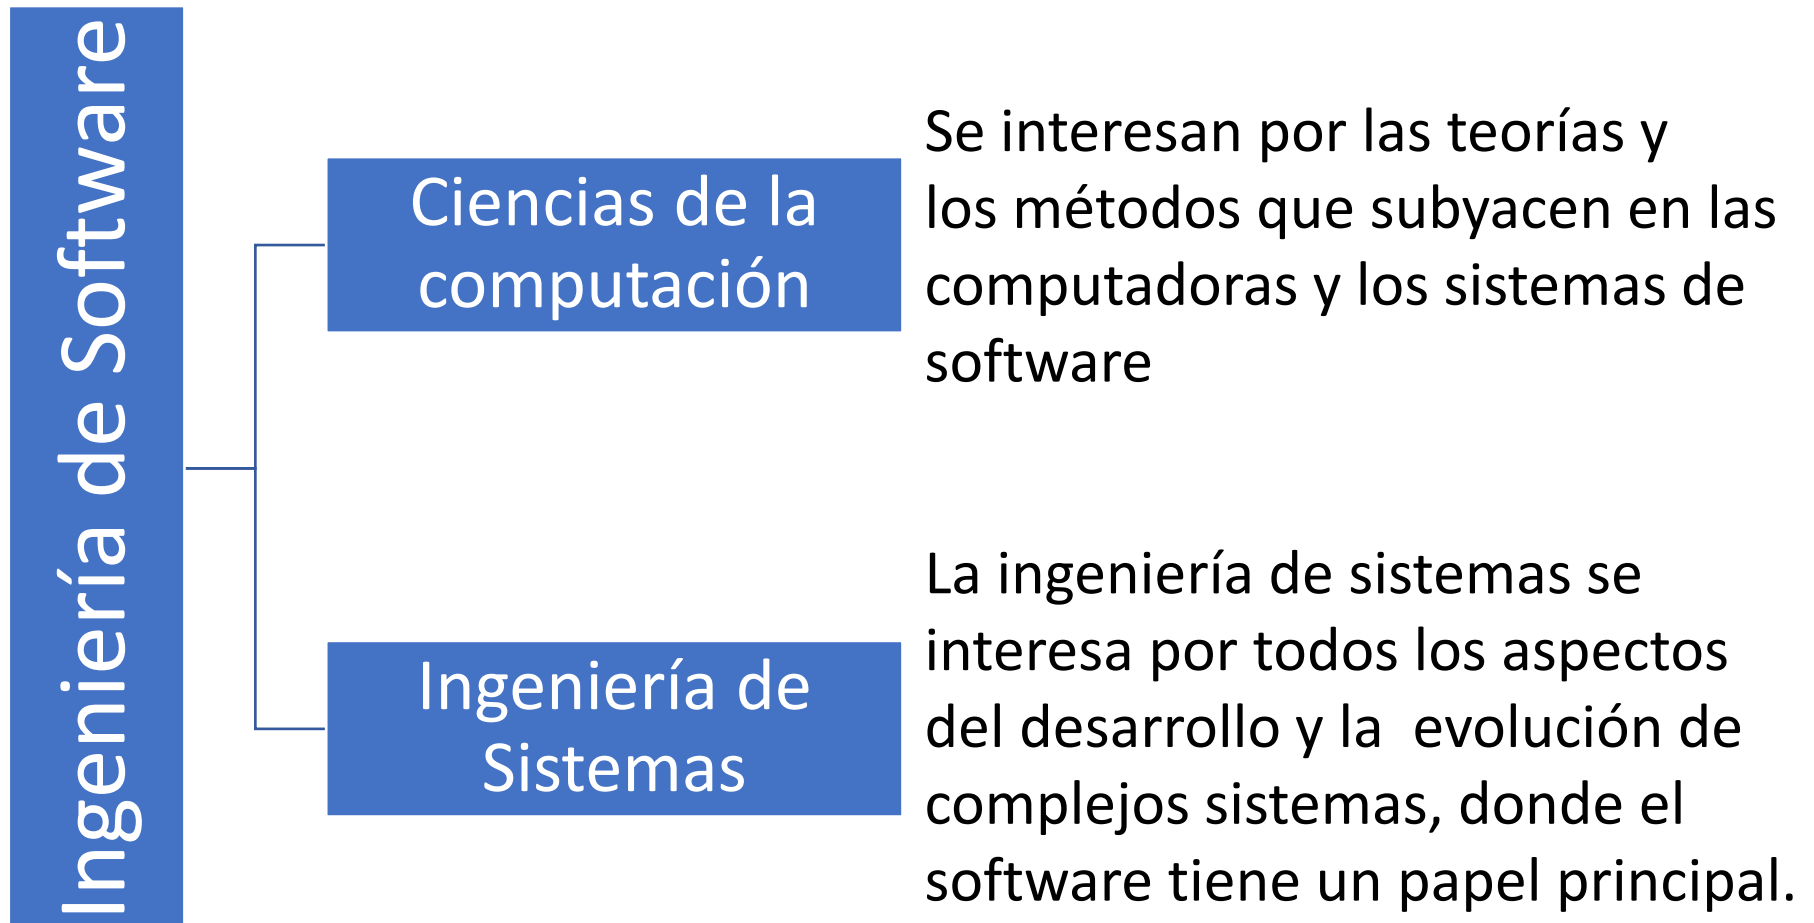 Ingeniería de Software
Ciencias de la
computación
Se interesan por las teorías y
los métodos que subyacen en las
computadoras y los sistemas de
software
Ingeniería de
Sistemas
La ingeniería de sistemas se
interesa por todos los aspectos
del desarrollo y la  evolución de
complejos sistemas, donde el
software tiene un papel principal.